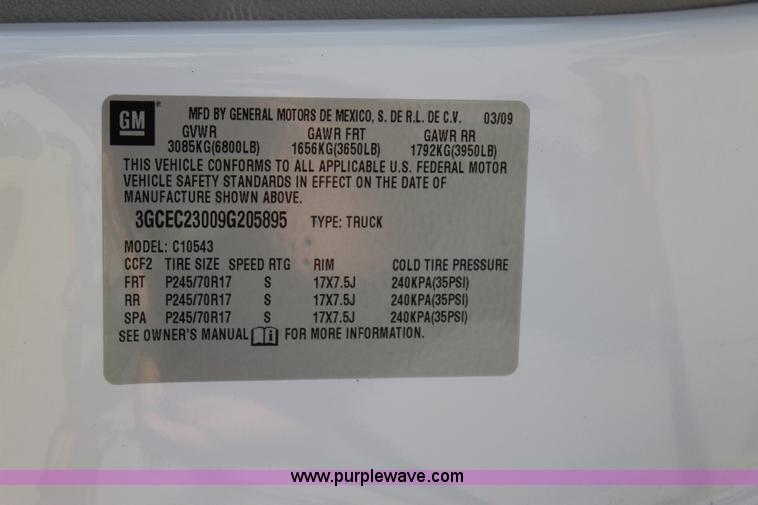 GM
MFD BY GENERAL MOTORS DE MEXICO, S. DE R.L. DE C.V. 03/09
GVWR GAWR FRT GAWR RR
3085KG(6800LB) 1656KG(3650LB) 1792KG(3950LB)
THIS VEHICLE CONFORMS TO ALL APPLICABLE U.S. FEDERAL MOTOR
VEHICLE SAFETY STANDARDS IN EFFECT ON THE DATE OF
MANUFACTURE SHOWN ABOVE.
3GCEC23009G205895 TYPE: TRUCK
MODEL: C10543
CCF2 TIRE SIZE SPEED RTG RIM COLD TIRE PRESSURE
FRT P245/70R17 S 17X7.5J 240KPA(35PSI)
RR P245/70R17 S 17X7.5J 240KPA(35PSI)
SPA P245/70R17 S 17X7.5J 240KPA(35PSI)
SEE OWNER'S MANUAL FOR MORE INFORMATION.
www.purplewave.com